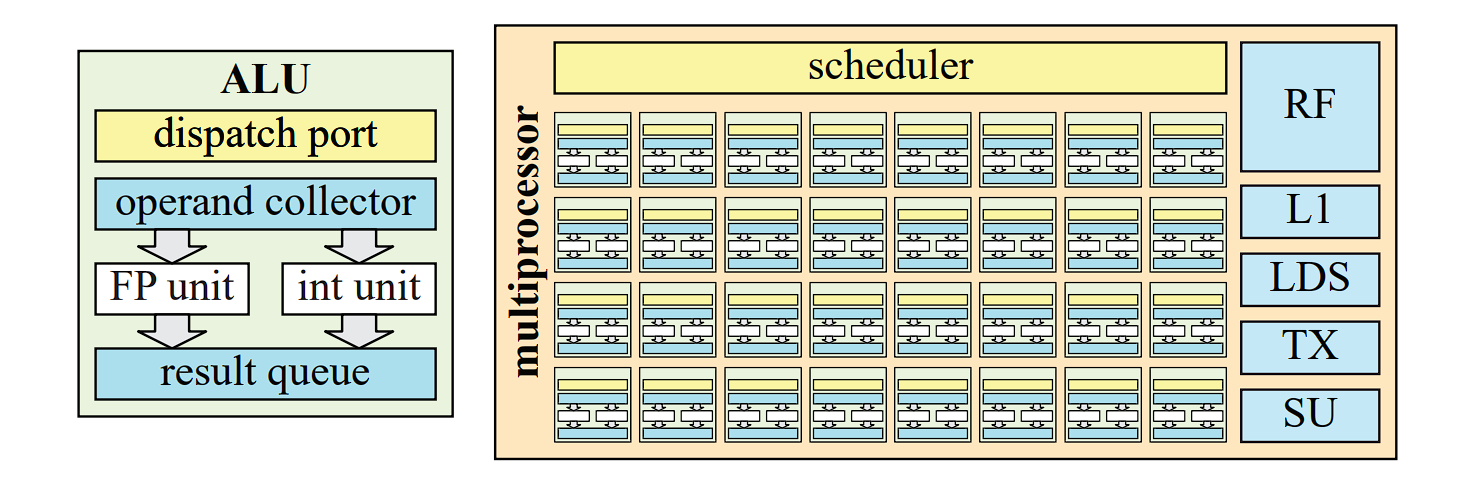 ALU
dispatch port
operand collector
FP unit
int unit
result queue
multiprocessor
scheduler
RF
L1
LDS
TX
SU